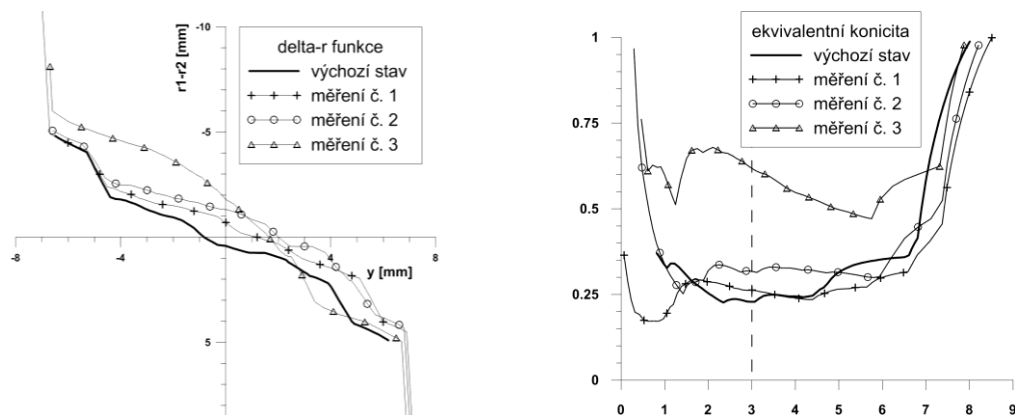 -10
r1-r2 [mm]
delta-r funkce
výchozí stav
měření č. 1
měření č. 2
měření č. 3
-5
-8
-4
4
8
y [mm]
5
ekvivalentní konicita
výchozí stav
měření č. 1
měření č. 2
měření č. 3
1
0.75
0.5
0.25
0
0 1 2 3 4 5 6 7 8 9